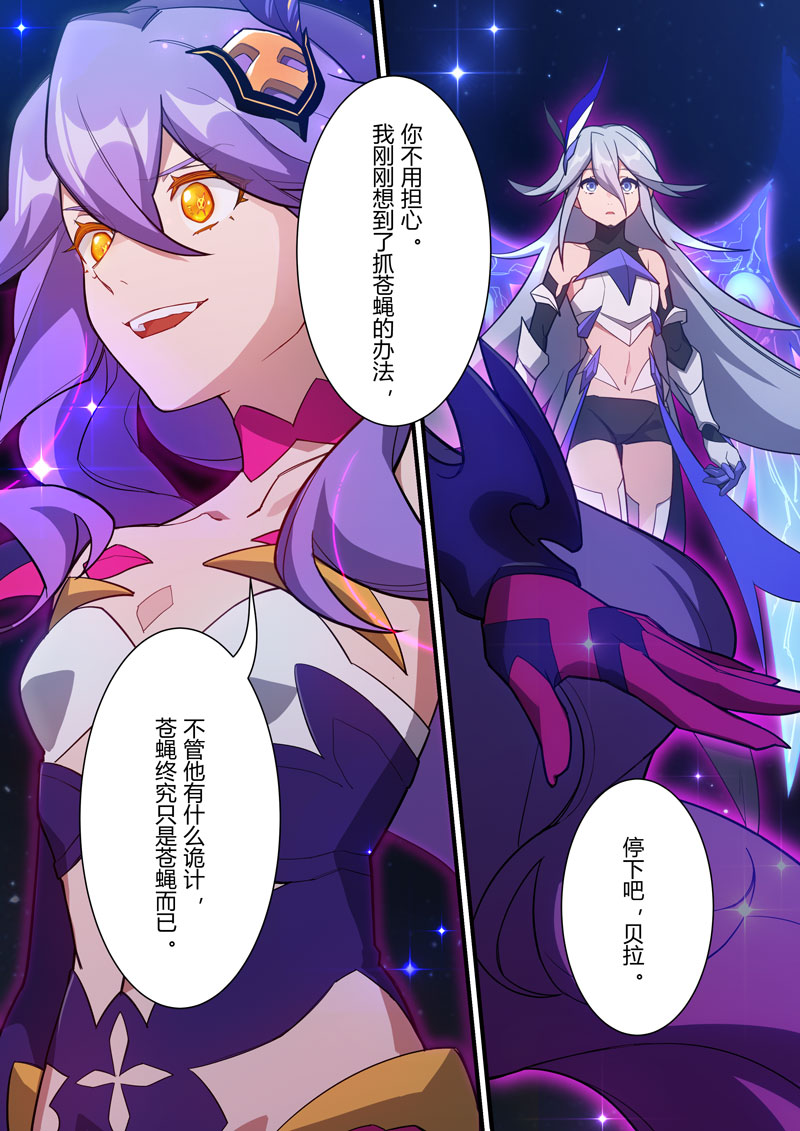 停下吧，贝拉。
你不用担心。
我刚刚想到了抓苍蝇的办法，
不管他有什么诡计，
苍蝇终究只是苍蝇而已。